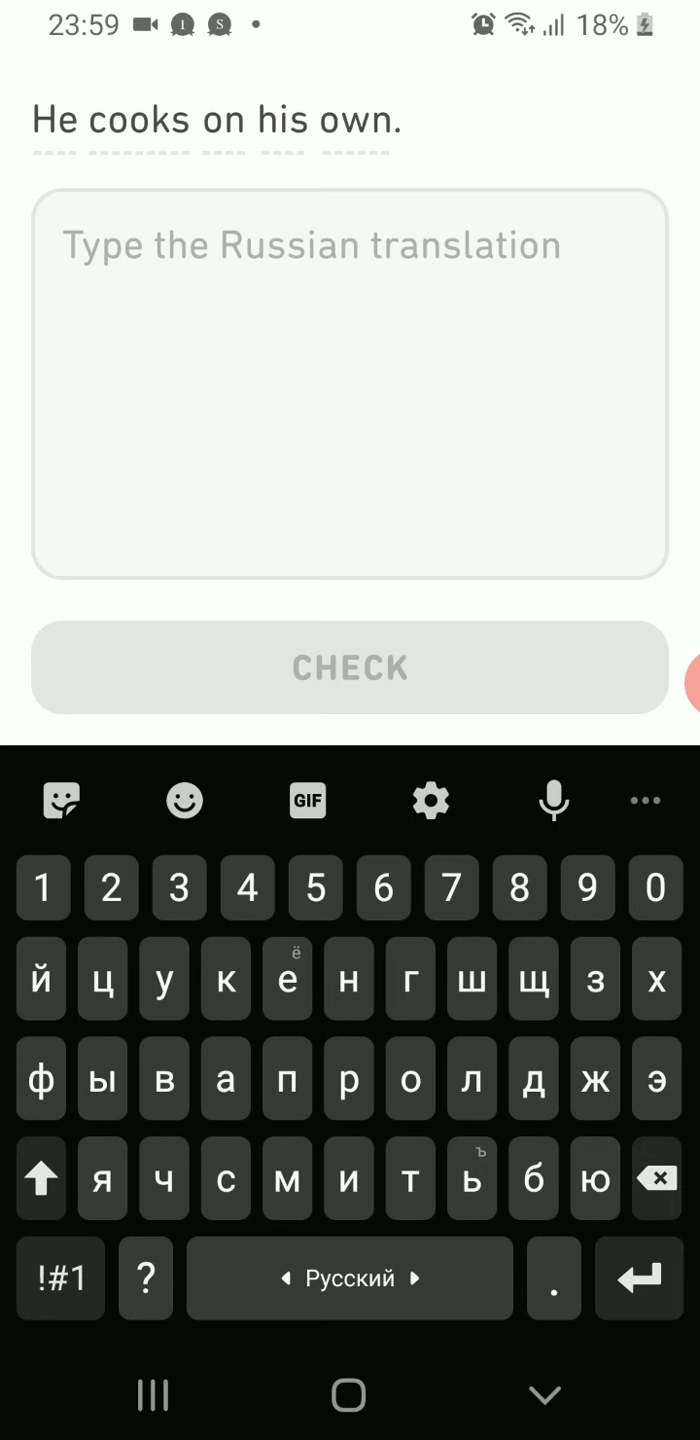 23:59 I S 18%
He cooks on his own.
Type the Russian translation
CHECK
GIF
1 2 3 4 5 6 7 8 9 0
ё
й ц у к е н г ш щ з х
ф ы в а п р о л д ж э
ъ
я ч с м и т ь б ю
!#1 ? Русский .